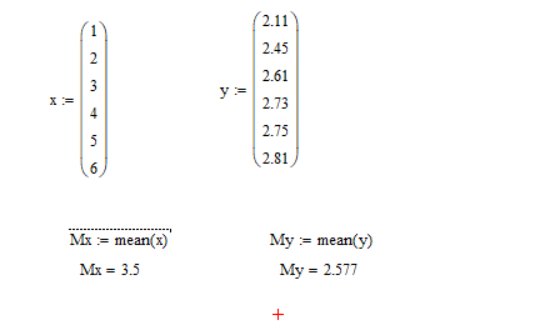 x := (1 2 3 4 5 6)
y := (2.11 2.45 2.61 2.73 2.75 2.81)
Mx := mean(x)
My := mean(y)
Mx = 3.5
My = 2.577